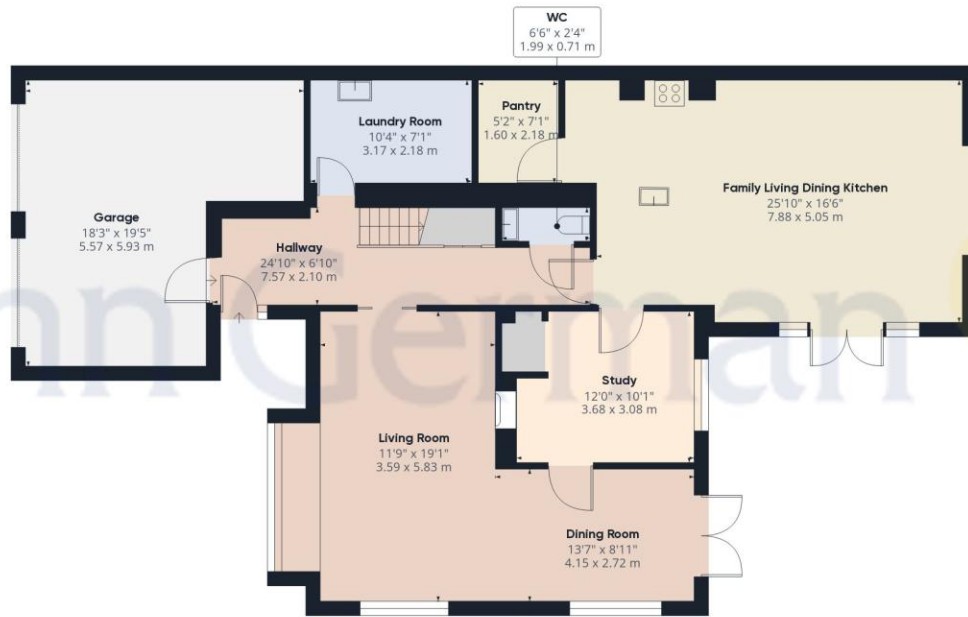 WC
6'6" x 2'4"
1.99 x 0.71 m
Laundry Room
10'4" x 7'1"
3.17 x 2.18 m
Pantry
5'2" x 7'1"
1.60 x 2.18 m
Family Living Dining Kitchen
25'10" x 16'6"
7.88 x 5.05 m
Garage
18'3" x 19'5"
5.57 x 5.93 m
Hallway
24'10" x 6'10"
7.57 x 2.10 m
Study
12'0" x 10'1"
3.68 x 3.08 m
Living Room
11'9" x 19'1"
3.59 x 5.83 m
Dining Room
13'7" x 8'11"
4.15 x 2.72 m
hn German